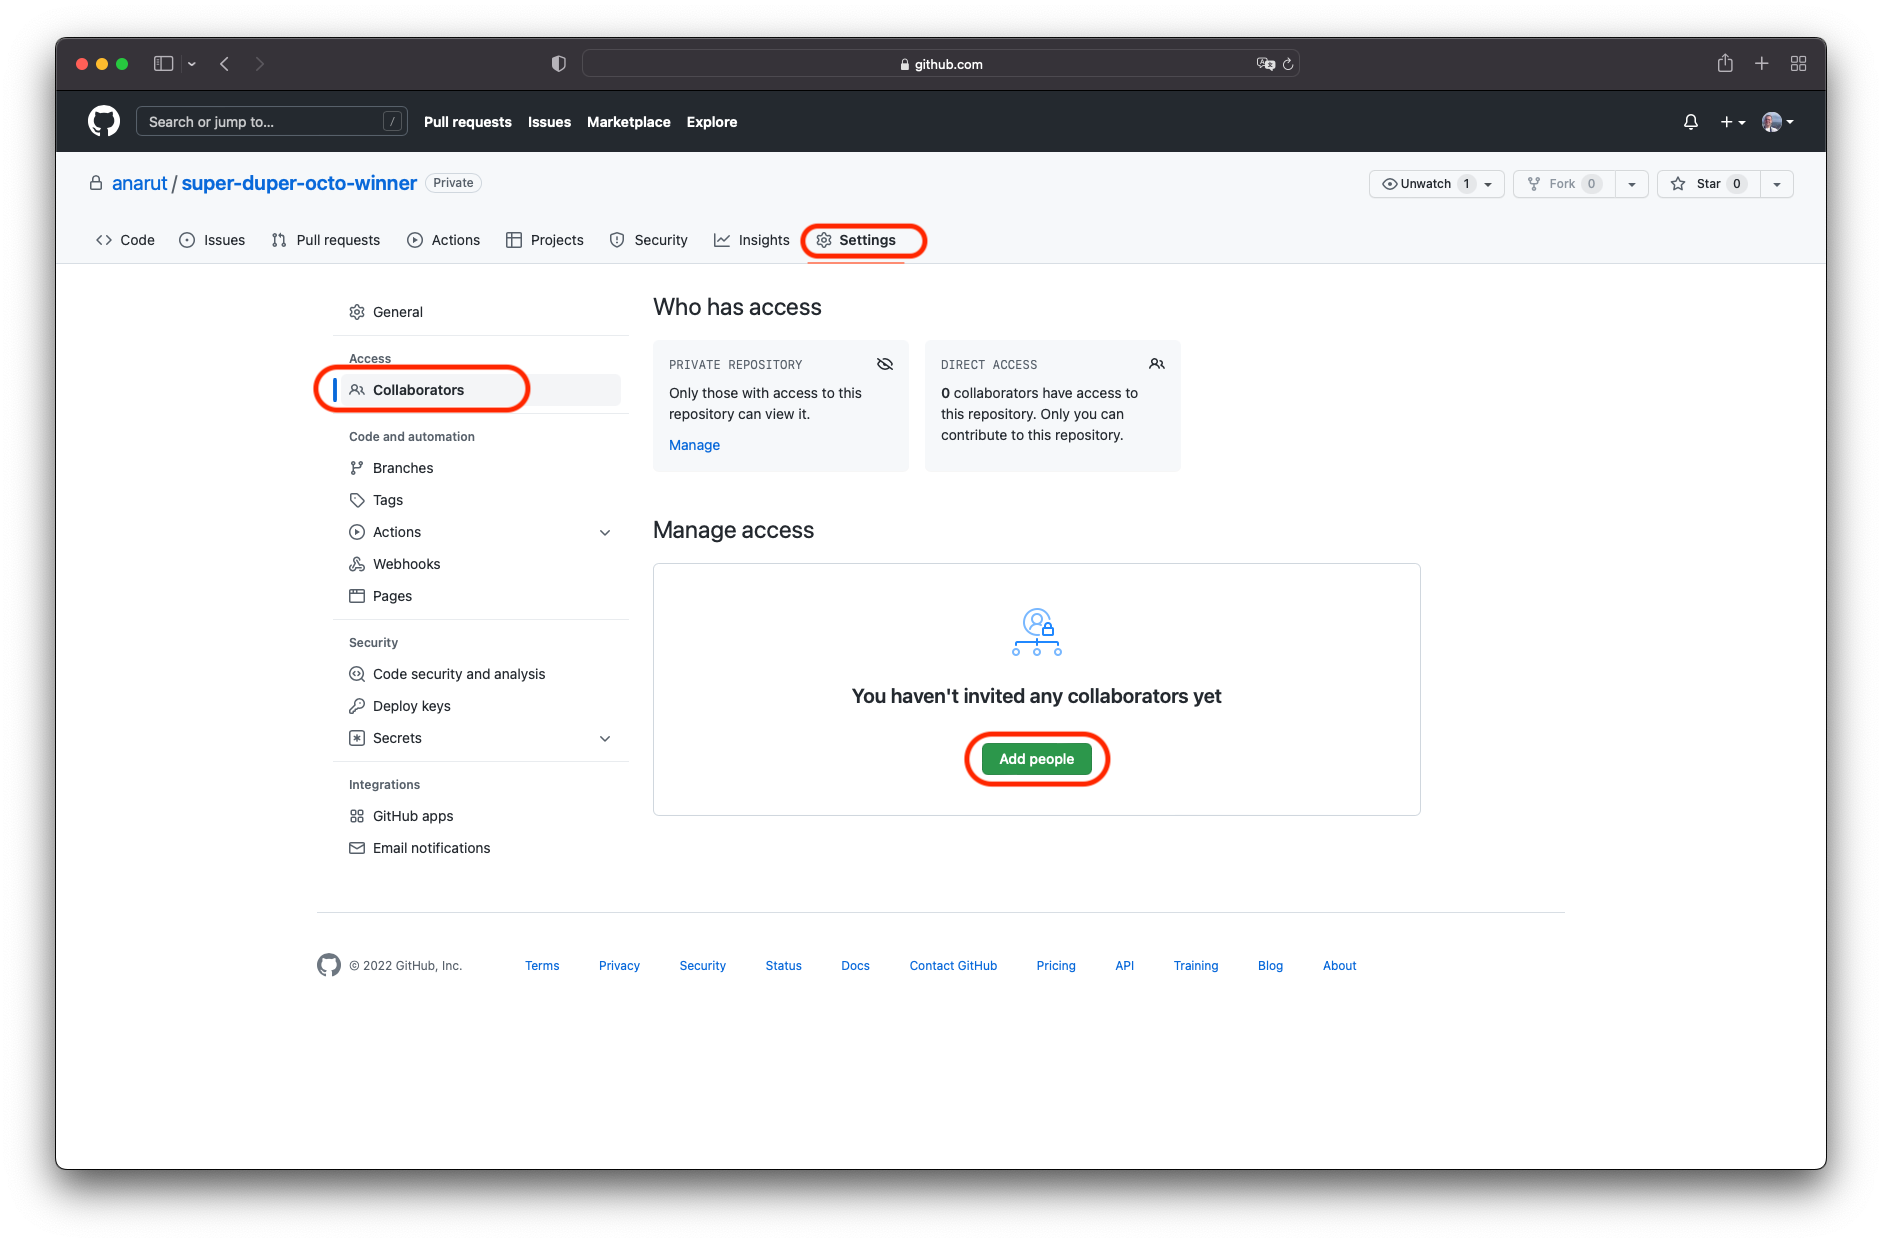 github.com
Search or jump to... /
Pull requests Issues Marketplace Explore
anarut / super-duper-octo-winner Private
Unwatch 1 Fork 0 Star 0
Code Issues Pull requests Actions Projects Security Insights Settings
General
Access
Collaborators
Code and automation
Branches
Tags
Actions
Webhooks
Pages
Security
Code security and analysis
Deploy keys
Secrets
Integrations
GitHub apps
Email notifications
Who has access
PRIVATE REPOSITORY
Only those with access to this
repository can view it.
Manage
DIRECT ACCESS
0 collaborators have access to
this repository. Only you can
contribute to this repository.
Manage access
You haven't invited any collaborators yet
Add people
© 2022 GitHub, Inc. Terms Privacy Security Status Docs Contact GitHub Pricing API Training Blog About